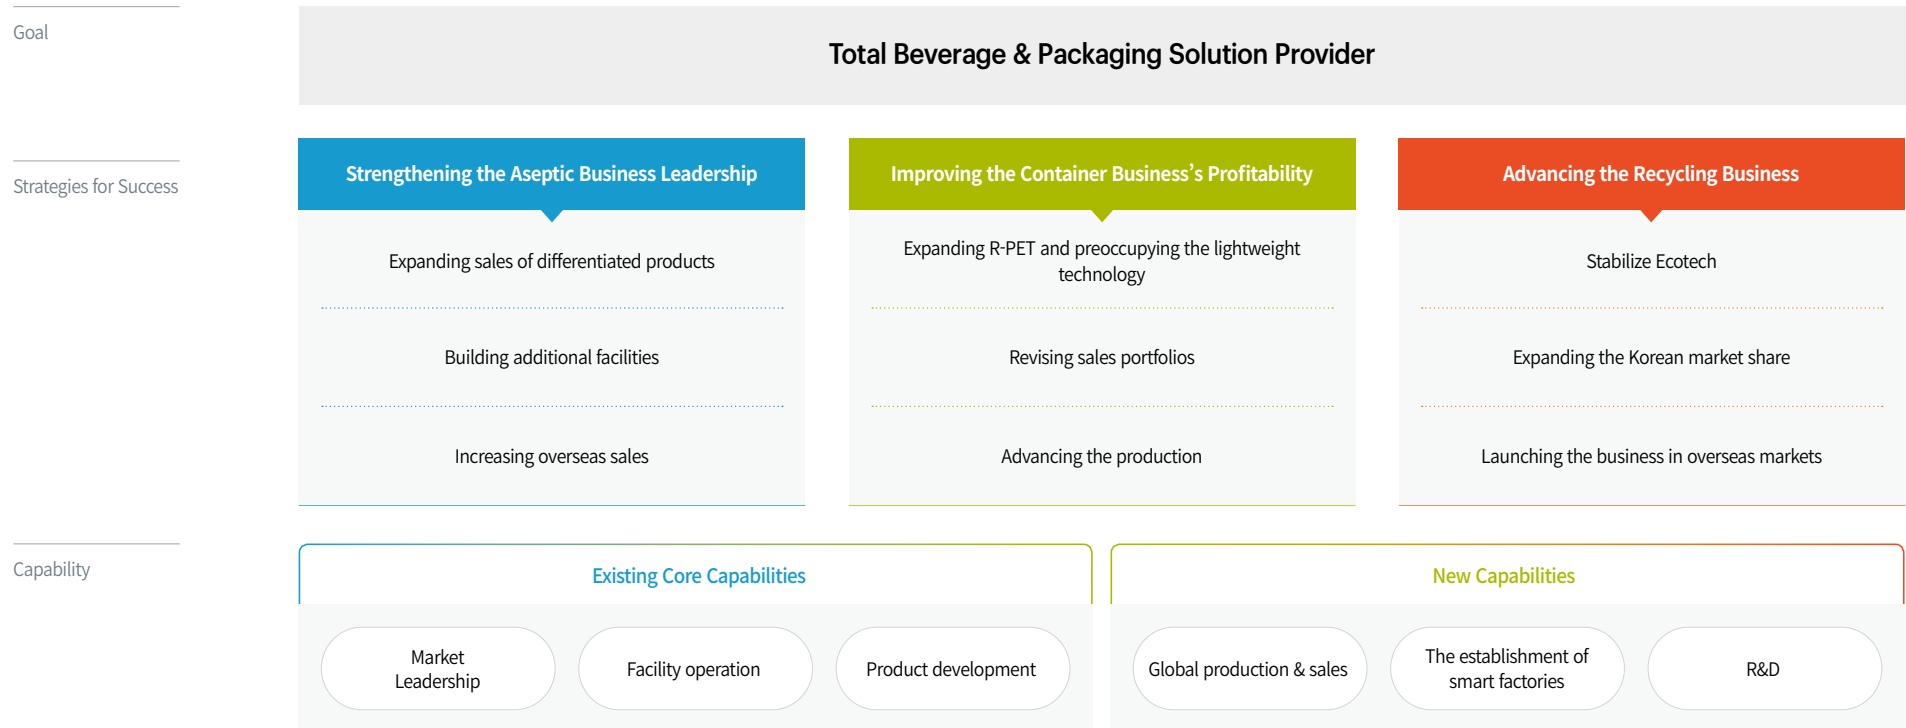 Goal
Total Beverage & Packaging Solution Provider
Strategies for Success
Strengthening the Aseptic Business Leadership
Expanding sales of differentiated products
Building additional facilities
Increasing overseas sales
Improving the Container Business’s Profitability
Expanding R-PET and preoccupying the lightweight
technology
Revising sales portfolios
Advancing the production
Advancing the Recycling Business
Stabilize Ecotech
Expanding the Korean market share
Launching the business in overseas markets
Capability
Existing Core Capabilities
Market
Leadership
Facility operation
Product development
New Capabilities
Global production & sales
The establishment of
smart factories
R&D